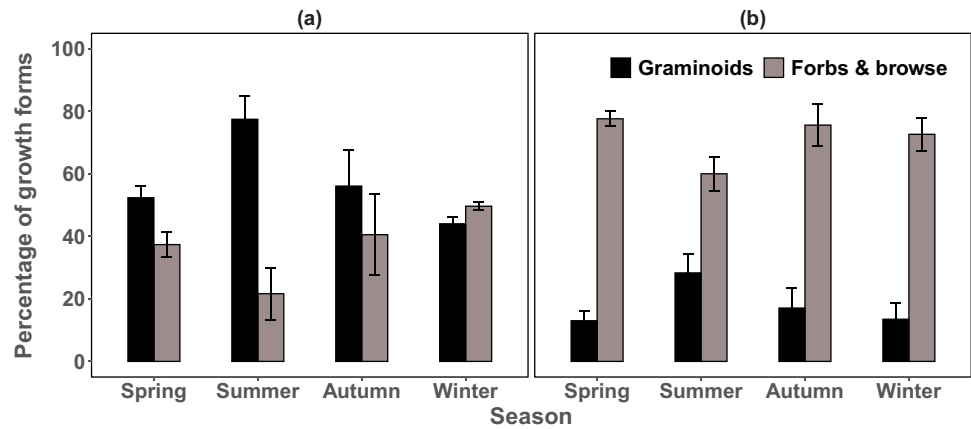 (a) (b)
Percentage of growth forms
100
80
60
40
20
0
Graminoids Forbs & browse
Spring Summer Autumn Winter Spring Summer Autumn Winter
Season